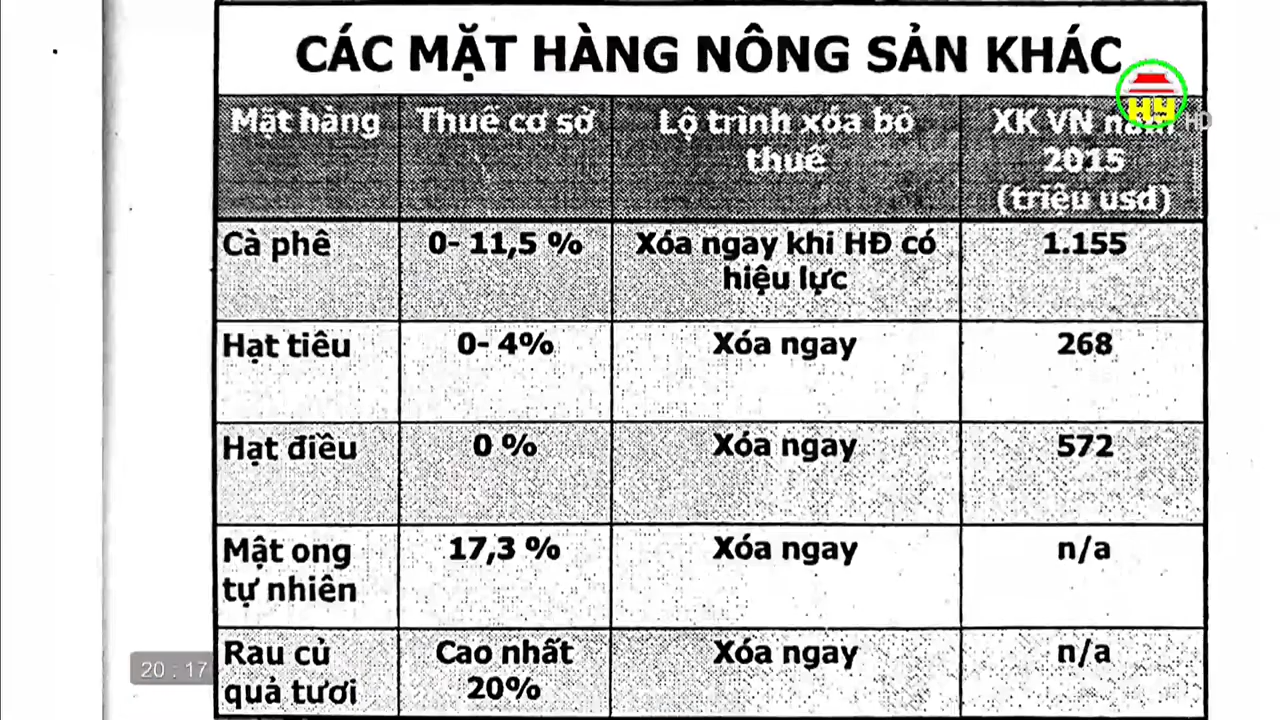 CÁC MẶT HÀNG NÔNG SẢN KHÁC
Mặt hàng
Thuế cơ sở
Lộ trình xóa bỏ
thuế
XK VN năm
2015
(triệu usd)
Cà phê
0- 11,5 %
Xóa ngay khi HĐ có
hiệu lực
1.155
Hạt tiêu
0- 4%
Xóa ngay
268
Hạt điều
0 %
Xóa ngay
572
Mật ong
tự nhiên
17,3 %
Xóa ngay
n/a
Rau củ
quả tươi
Cao nhất
20%
Xóa ngay
n/a
HY
HD
20 : 17